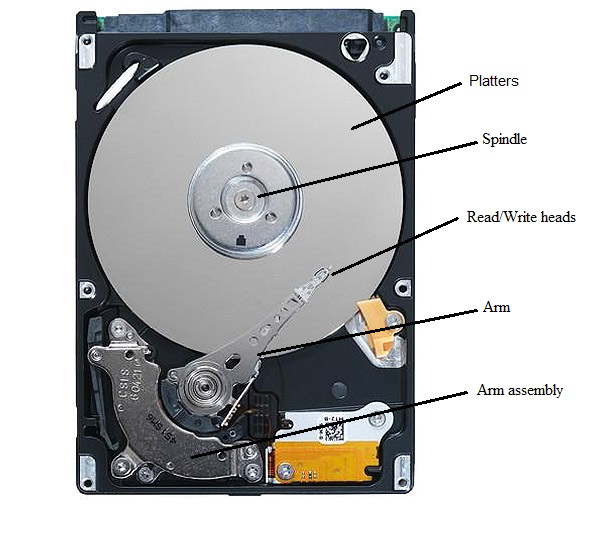 Platters
Spindle
Read/Write heads
Arm
Arm assembly